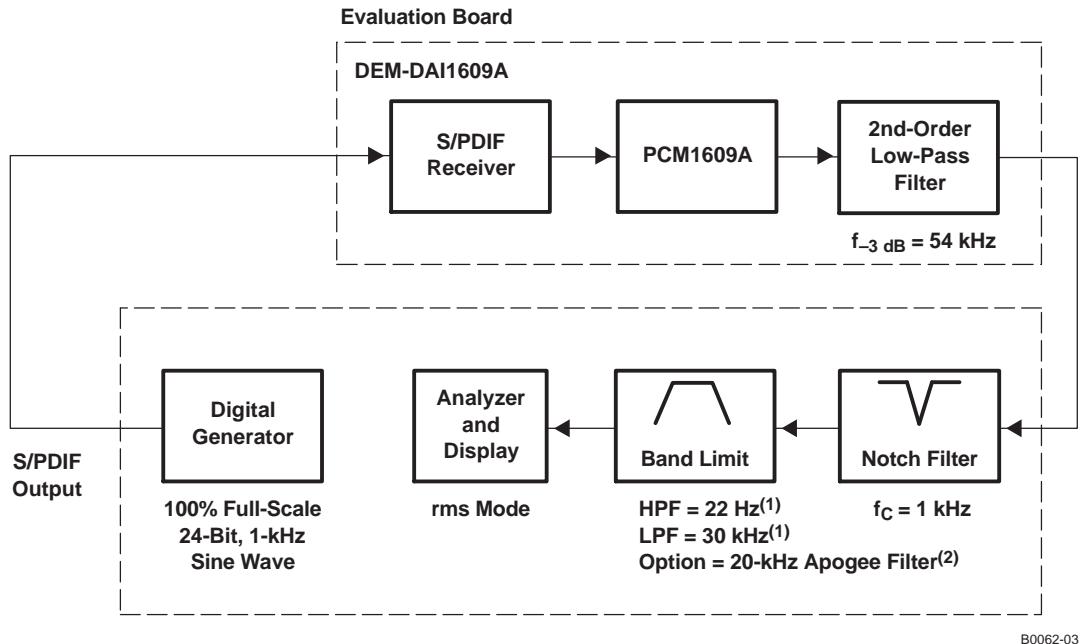 Evaluation Board
DEM-DAI1609A
S/PDIF
Receiver
PCM1609A
2nd-Order
Low-Pass
Filter
f–3 dB = 54 kHz
S/PDIF
Output
Digital
Generator
100% Full-Scale
24-Bit, 1-kHz
Sine Wave
Analyzer
and
Display
rms Mode
Band Limit
HPF = 22 Hz(1)
LPF = 30 kHz(1)
Option = 20-kHz Apogee Filter(2)
Notch Filter
fC = 1 kHz
B0062-03